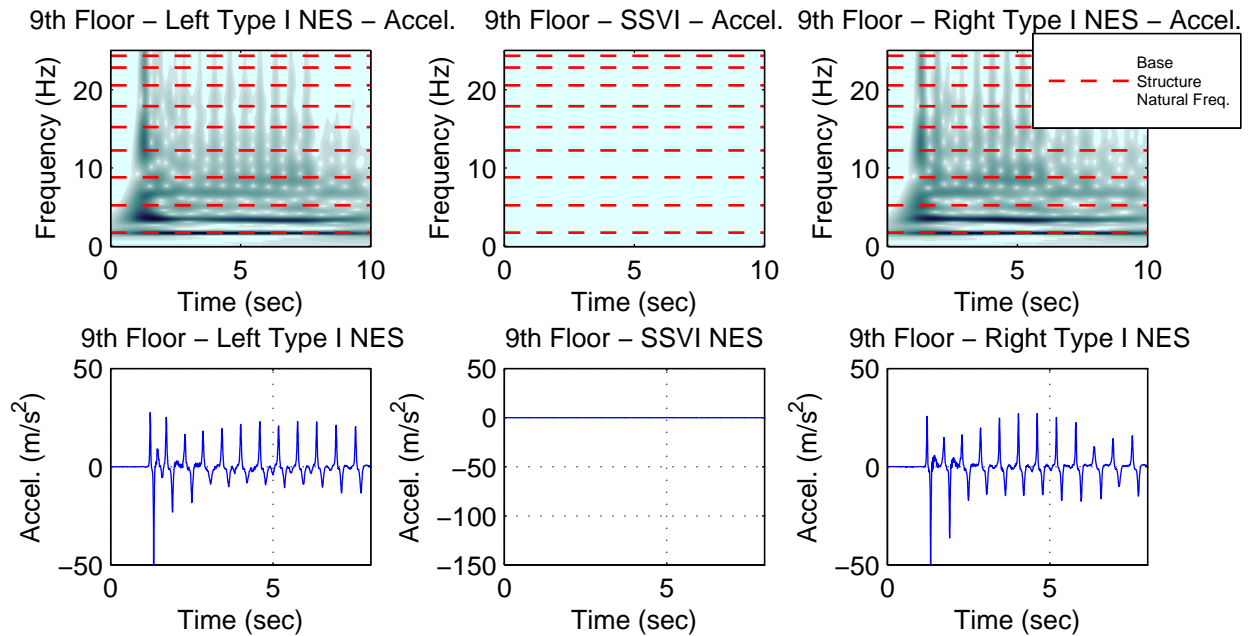 9th Floor – Left Type I NES – Accel.
9th Floor – SSVI – Accel.
9th Floor – Right Type I NES – Accel.
Base
Structure
Natural Freq.
Frequency (Hz)
20
10
0
0
5
10
Time (sec)
Frequency (Hz)
20
10
0
0
5
10
Time (sec)
Frequency (Hz)
20
10
0
0
5
10
Time (sec)
9th Floor – Left Type I NES
Accel. (m/s²)
50
0
−50
0
5
Time (sec)
9th Floor – SSVI NES
Accel. (m/s²)
50
0
−50
−100
−150
0
5
Time (sec)
9th Floor – Right Type I NES
Accel. (m/s²)
50
0
−50
0
5
Time (sec)